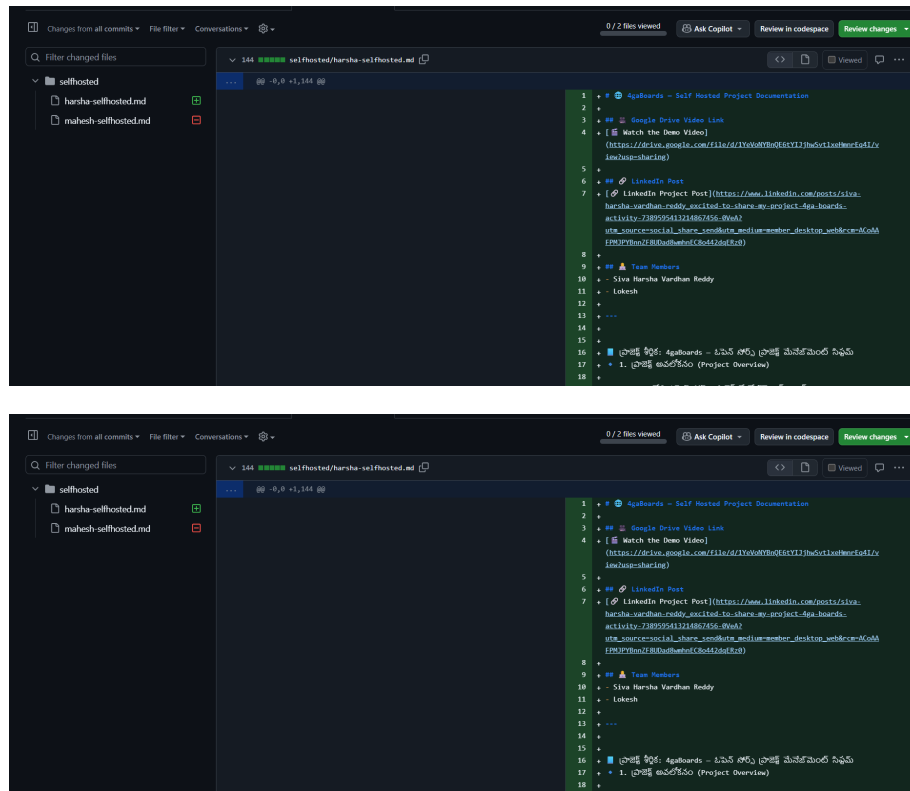 Changes from all commits File filter Conversations
0 / 2 files viewed Ask Copilot Review in codespace Review changes
Filter changed files
144 selfhosted/harsha-selfhosted.md Viewed
selfhosted
... @@ -0,0 +1,144 @@
harsha-selfhosted.md
mahesh-selfhosted.md
1 + # 🌐 4gaBoards – Self Hosted Project Documentation
2 +
3 + ## Google Drive Video Link
4 + [ Watch the Demo Video]
(https://drive.google.com/file/d/
iew?usp=sharing)
5 +
6 + ## 🔗 LinkedIn Post
7 + [🔗 LinkedIn Project Post](https://www.linkedin.com/posts/siva-
harsha-vardhan-reddy_excited-to-share-my-project-4ga-boards-
activity-7389595413214867456-0VeA?
utm_source=social_share_send&utm_medium=member_desktop_web&rcm=ACoAA
8 +
9 + ## Team Members
10 + - Siva Harsha Vardhan Reddy
11 + - Lokesh
12 +
13 + ---
14 +
15 +
16 + 📘 ప్రాజెక్ట్ శీర్షిక: 4gaBoards – ఓపెన్ సోర్స్ ప్రాజెక్ట్ మేనేజ్‌మెంట్ సిస్టమ్
17 + 🔹 1. ప్రాజెక్ట్ అవలోకనం (Project Overview)
18 +
Changes from all commits File filter Conversations
0 / 2 files viewed Ask Copilot Review in codespace Review changes
Filter changed files
144 selfhosted/harsha-selfhosted.md Viewed
selfhosted
... @@ -0,0 +1,144 @@
harsha-selfhosted.md
mahesh-selfhosted.md
1 + # 🌐 4gaBoards – Self Hosted Project Documentation
2 +
3 + ## Google Drive Video Link
4 + [ Watch the Demo Video]
(https://drive.google.com/file/d/
iew?usp=sharing)
5 +
6 + ## 🔗 LinkedIn Post
7 + [🔗 LinkedIn Project Post](https://www.linkedin.com/posts/siva-
harsha-vardhan-reddy_excited-to-share-my-project-4ga-boards-
activity-7389595413214867456-0VeA?
utm_source=social_share_send&utm_medium=member_desktop_web&rcm=ACoAA
8 +
9 + ## Team Members
10 + - Siva Harsha Vardhan Reddy
11 + - Lokesh
12 +
13 + ---
14 +
15 +
16 + 📘 ప్రాజెక్ట్ శీర్షిక: 4gaBoards – ఓపెన్ సోర్స్ ప్రాజెక్ట్ మేనేజ్‌మెంట్ సిస్టమ్
17 + 🔹 1. ప్రాజెక్ట్ అవలోకనం (Project Overview)
18 +